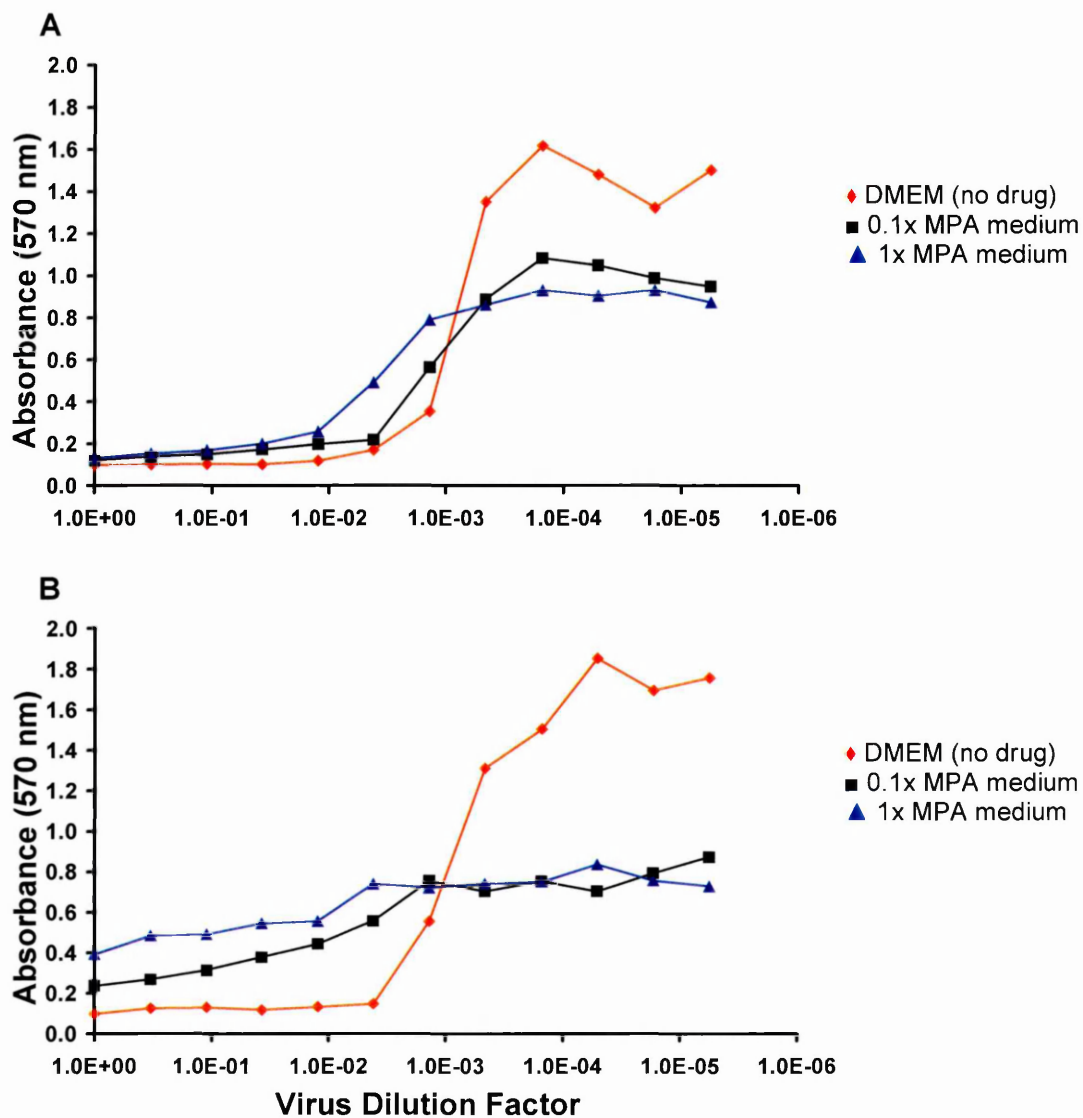 A
Absorbance (570 nm)
2.0
1.8
1.6
1.4
1.2
1.0
0.8
0.6
0.4
0.2
0.0
1.0E+00 1.0E-01 1.0E-02 1.0E-03 1.0E-04 1.0E-05 1.0E-06
DMEM (no drug)
0.1x MPA medium
1x MPA medium
B
Absorbance (570 nm)
2.0
1.8
1.6
1.4
1.2
1.0
0.8
0.6
0.4
0.2
0.0
1.0E+00 1.0E-01 1.0E-02 1.0E-03 1.0E-04 1.0E-05 1.0E-06
DMEM (no drug)
0.1x MPA medium
1x MPA medium
Virus Dilution Factor